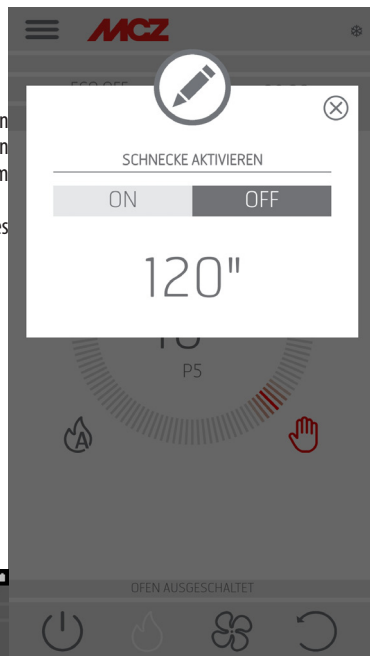 MCZ
SCHNECKE AKTIVIEREN
ON OFF
120"
P5
A
OFEN AUSGESCHALTET